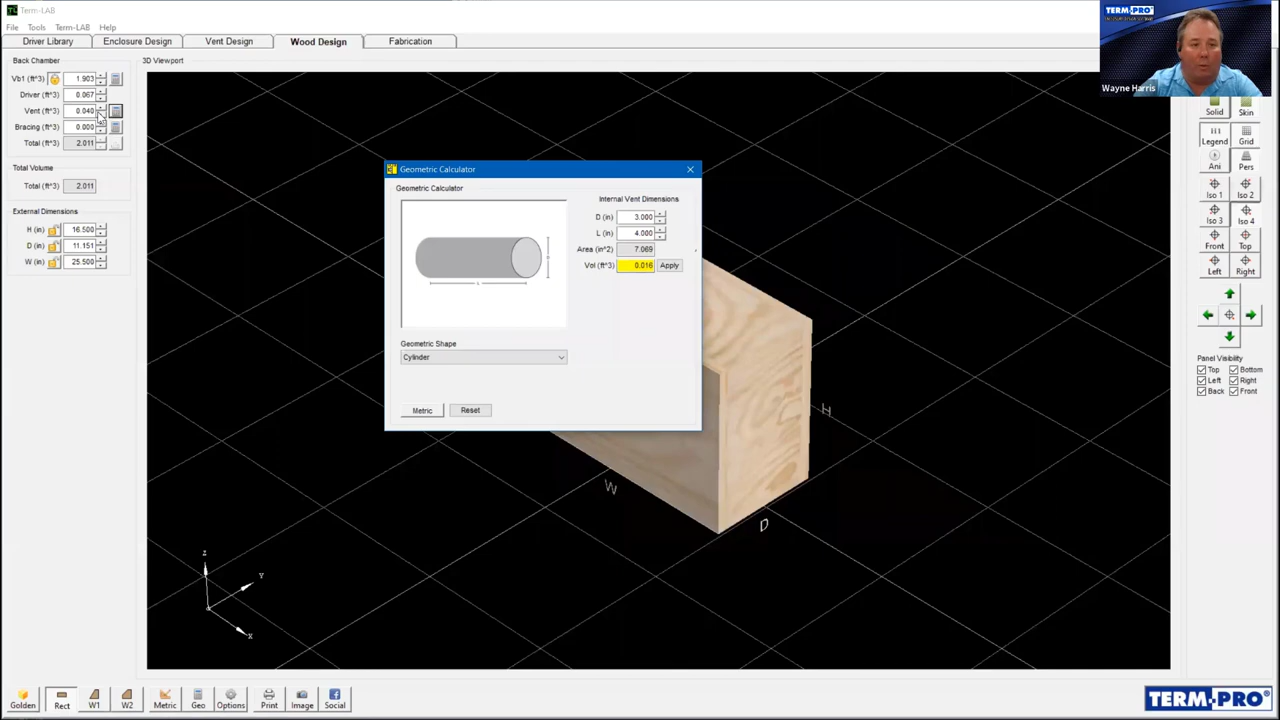 Term-LAB
File Tools Term-LAB Help
Driver Library Enclosure Design Vent Design Wood Design Fabrication
Back Chamber
Vb1 (ft^3) 1.903
Driver (ft^3) 0.067
Vent (ft^3) 0.040
Bracing (ft^3) 0.000
Total (ft^3) 2.011
Total Volume
Total (ft^3) 2.011
External Dimensions
H (in) 16.500
D (in) 11.151
W (in) 25.500
3D Viewport
Geometric Calculator
Geometric Calculator
L
Geometric Shape
Cylinder
Metric Reset
Internal Vent Dimensions
D (in) 3.000
L (in) 4.000
Area (in^2) 7.069
Vol (ft^3) 0.016 Apply
H
W
D
Z
Y
X
TERM-PRO
Wayne Harris
Solid Skin
Legend Grid
Ani Pers
Iso 1 Iso 2
Iso 3 Iso 4
Front Top
Left Right
Panel Visibility
Top Bottom
Left Right
Back Front
Golden Rect W1 W2 Metric Geo Options Print Image Social
TERM-PRO